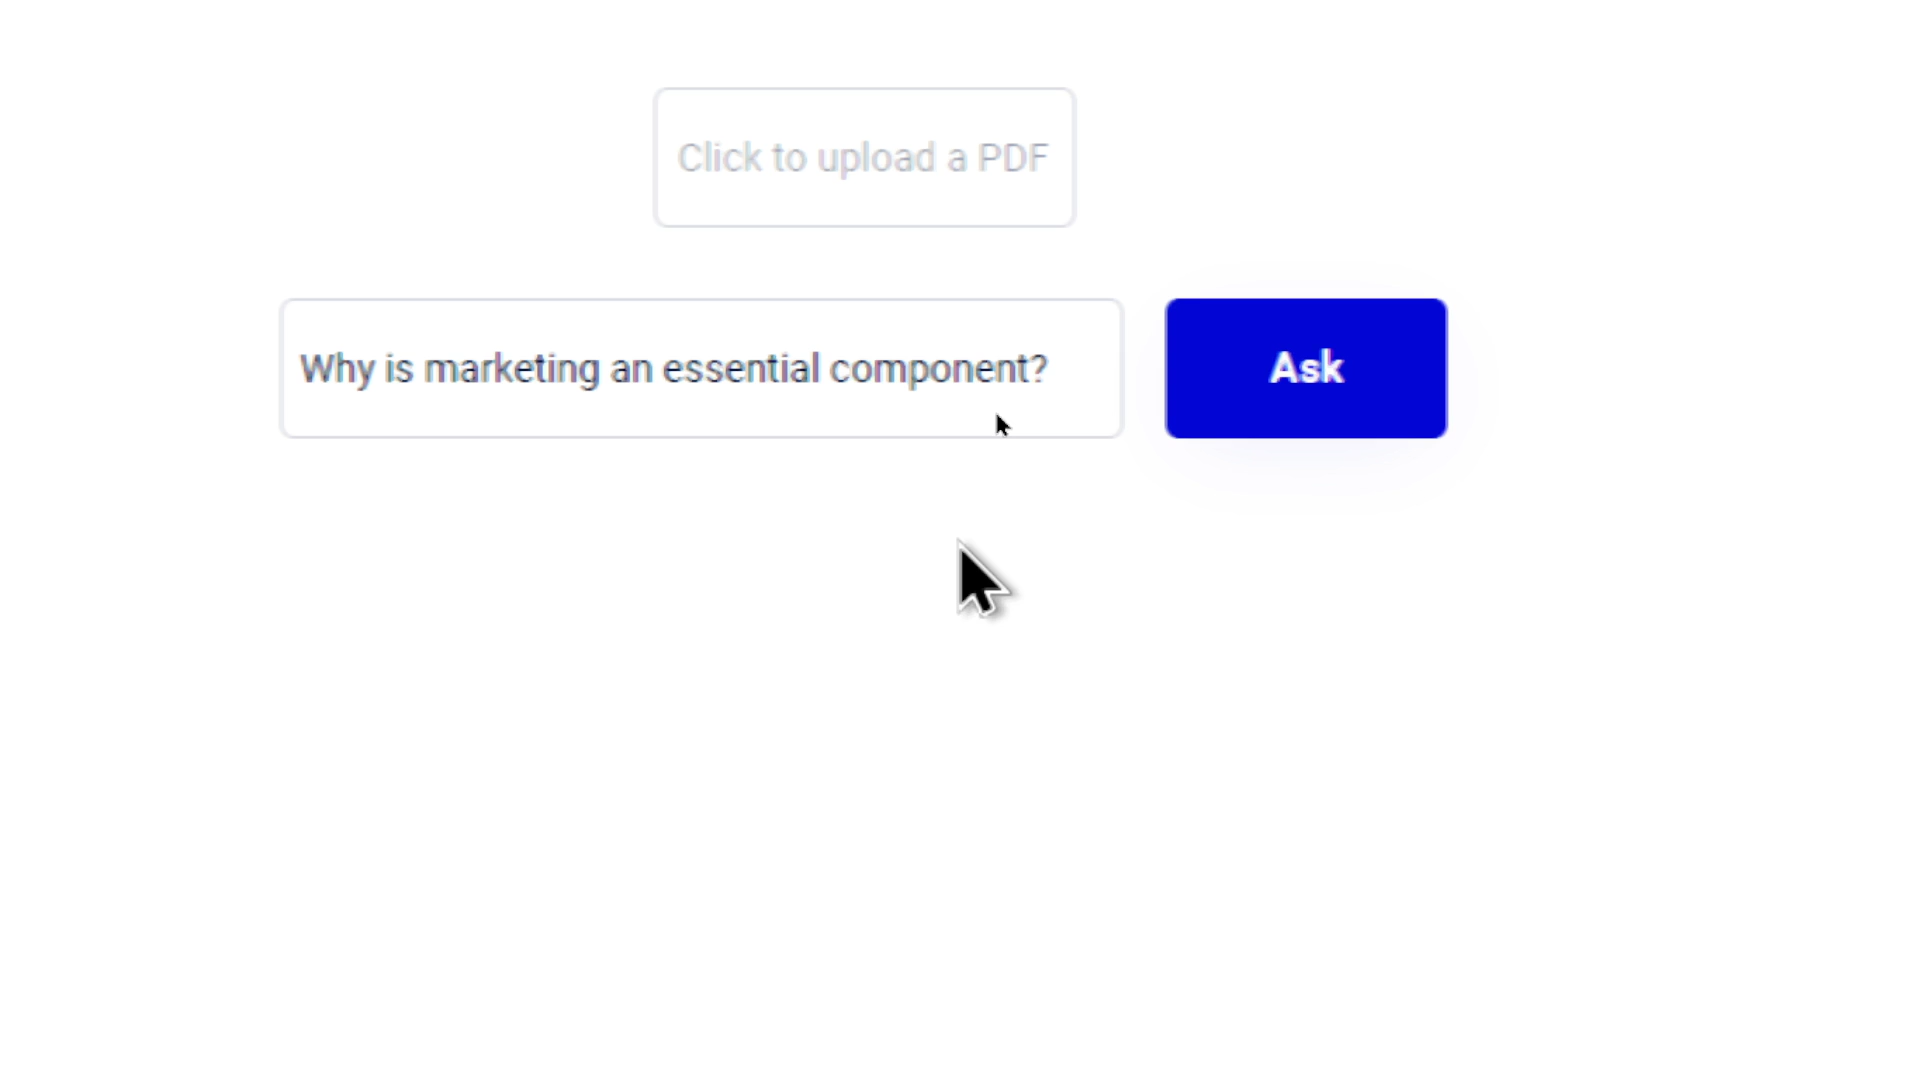 Click to upload a PDF
Why is marketing an essential component?
Ask